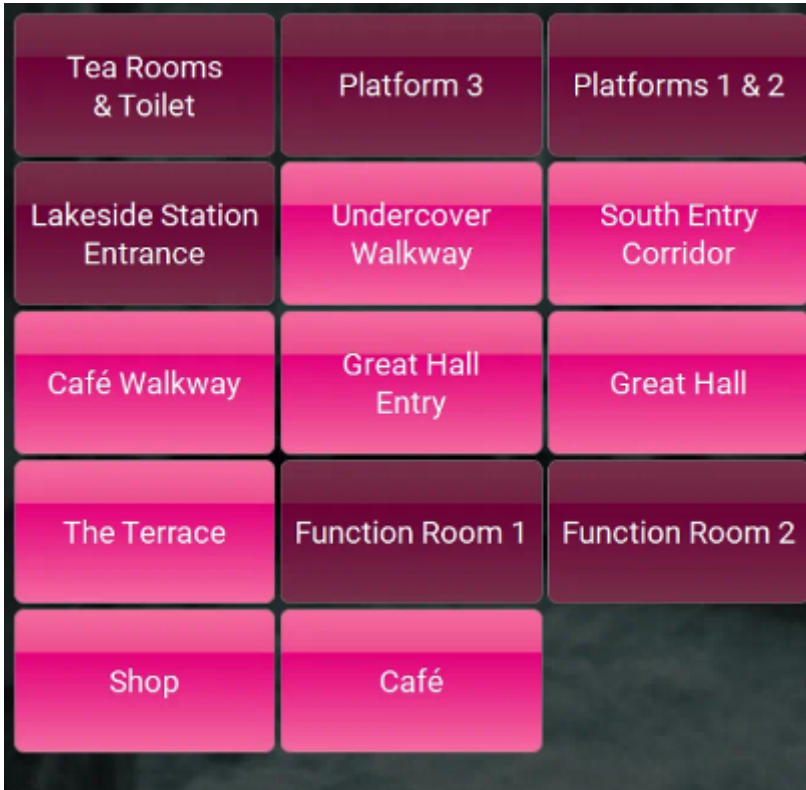 Tea Rooms
& Toilet
Platform 3
Platforms 1 & 2
Lakeside Station
Entrance
Undercover
Walkway
South Entry
Corridor
Café Walkway
Great Hall
Entry
Great Hall
The Terrace
Function Room 1
Function Room 2
Shop
Café